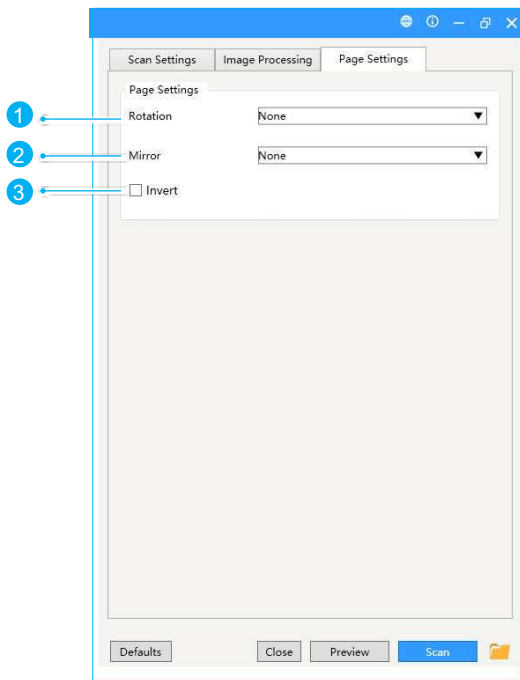 Scan Settings Image Processing Page Settings
Page Settings
1 Rotation None
2 Mirror None
3 Invert
Defaults Close Preview Scan